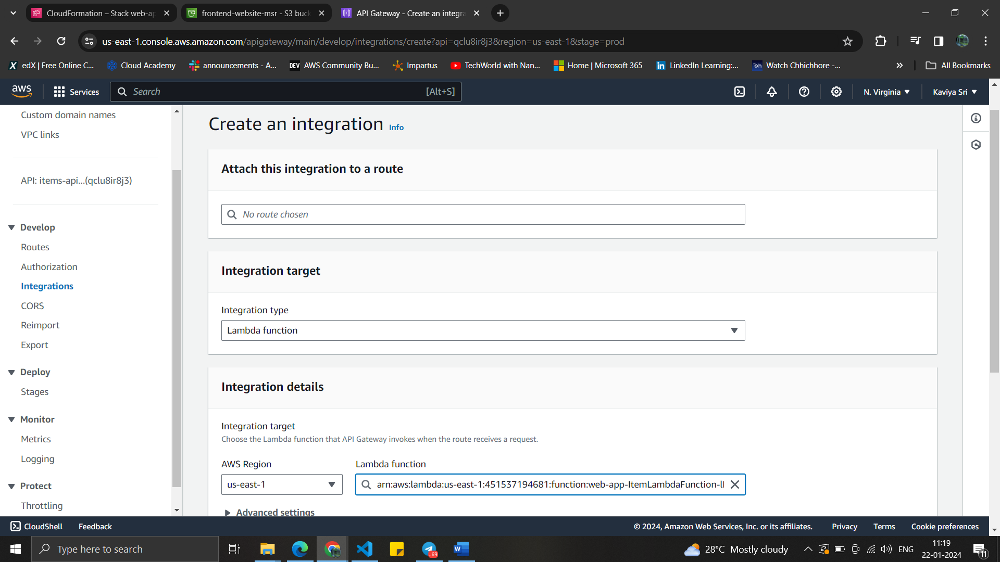 CloudFormation – Stack web-ap
frontend-website-msr - S3 buck
API Gateway - Create an integra
us-east-1.console.aws.amazon.com/apigateway/main/develop/integrations/create?api=qclu8ir8j3&region=us-east-1&stage=prod
edX | Free Online C...
Cloud Academy
announcements - A...
DEV
AWS Community Bu...
Impartus
TechWorld with Nan...
Home | Microsoft 365
LinkedIn Learning:...
Watch Chhichhore -...
All Bookmarks
aws
Services
Search
[Alt+S]
N. Virginia
Kaviya Sri
Custom domain names
VPC links
API: items-api...(qclu8ir8j3)
Develop
Routes
Authorization
Integrations
CORS
Reimport
Export
Deploy
Stages
Monitor
Metrics
Logging
Protect
Throttling
Create an integration Info
Attach this integration to a route
No route chosen
Integration target
Integration type
Lambda function
Integration details
Integration target
Choose the Lambda function that API Gateway invokes when the route receives a request.
AWS Region
Lambda function
us-east-1
arn:aws:lambda:us-east-1:451537194681:function:web-app-ItemLambdaFunction-
Advanced settings
CloudShell
Feedback
© 2024, Amazon Web Services, Inc. or its affiliates.
Privacy
Terms
Cookie preferences
Type here to search
..69
28°C Mostly cloudy
ENG
11:19
22-01-2024
11